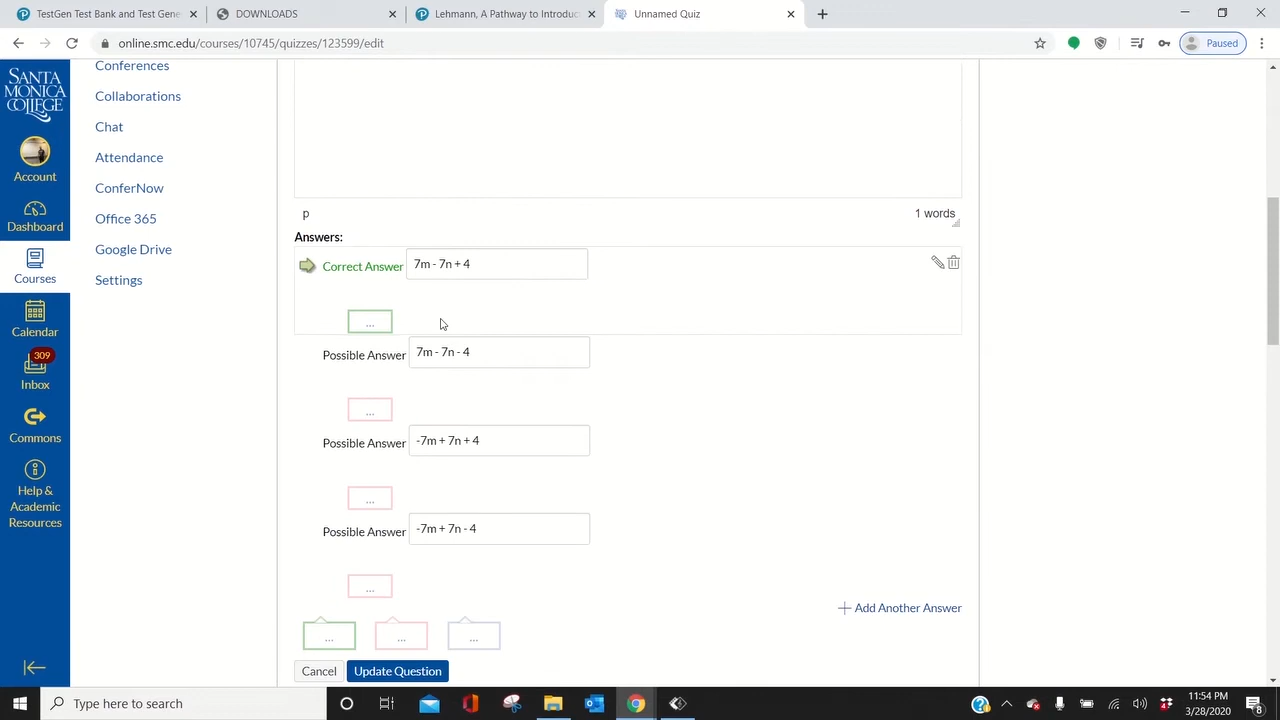 TestGen Test Bank and Test Gene
DOWNLOADS
Lehmann, A Pathway to Introduc
Unnamed Quiz
online.smc.edu/courses/10745/quizzes/123599/edit
Paused
SANTA
MONICA
COLLEGE
Account
Dashboard
Courses
Calendar
309
Inbox
Commons
Help &
Academic
Resources
Conferences
Collaborations
Chat
Attendance
ConferNow
Office 365
Google Drive
Settings
p
1 words
Answers:
Correct Answer
7m - 7n + 4
...
Possible Answer
7m - 7n - 4
...
Possible Answer
-7m + 7n + 4
...
Possible Answer
-7m + 7n - 4
...
Add Another Answer
...
...
...
Cancel
Update Question
Type here to search
11:54 PM
3/28/2020
8